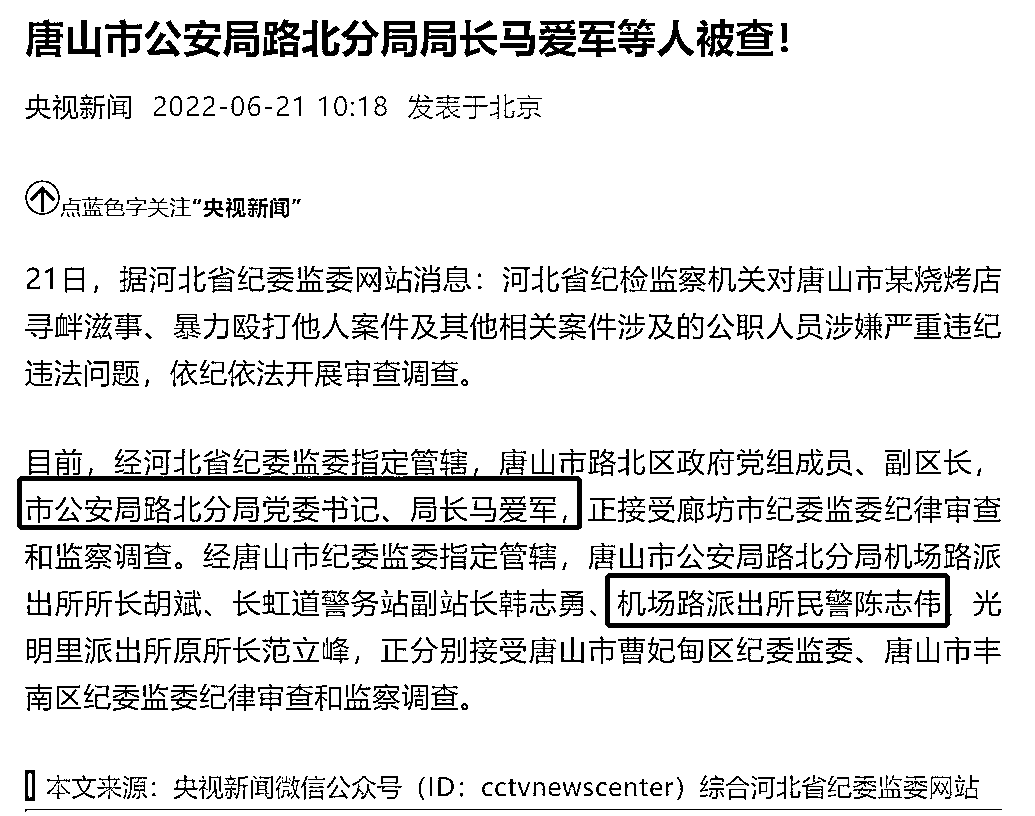 唐山市公安局路北分局局长马爱军等人被查！
央视新闻 2022-06-21 10:18 发表于北京
点蓝色字关注“央视新闻”
21日，据河北省纪委监委网站消息：河北省纪检监察机关对唐山市某烧烤店
寻衅滋事、暴力殴打他人案件及其他相关案件涉及的公职人员涉嫌严重违纪
违法问题，依纪依法开展审查调查。
目前，经河北省纪委监委指定管辖，唐山市路北区政府党组成员、副区长，
市公安局路北分局党委书记、局长马爱军，正接受廊坊市纪委监委纪律审查
和监察调查。经唐山市纪委监委指定管辖，唐山市公安局路北分局机场路派
出所所长胡斌、长虹道警务站副站长韩志勇、机场路派出所民警陈志伟、光
明里派出所原所长范立峰，正分别接受唐山市曹妃甸区纪委监委、唐山市丰
南区纪委监委纪律审查和监察调查。
本文来源：央视新闻微信公众号（ID：cctvnewscenter）综合河北省纪委监委网站